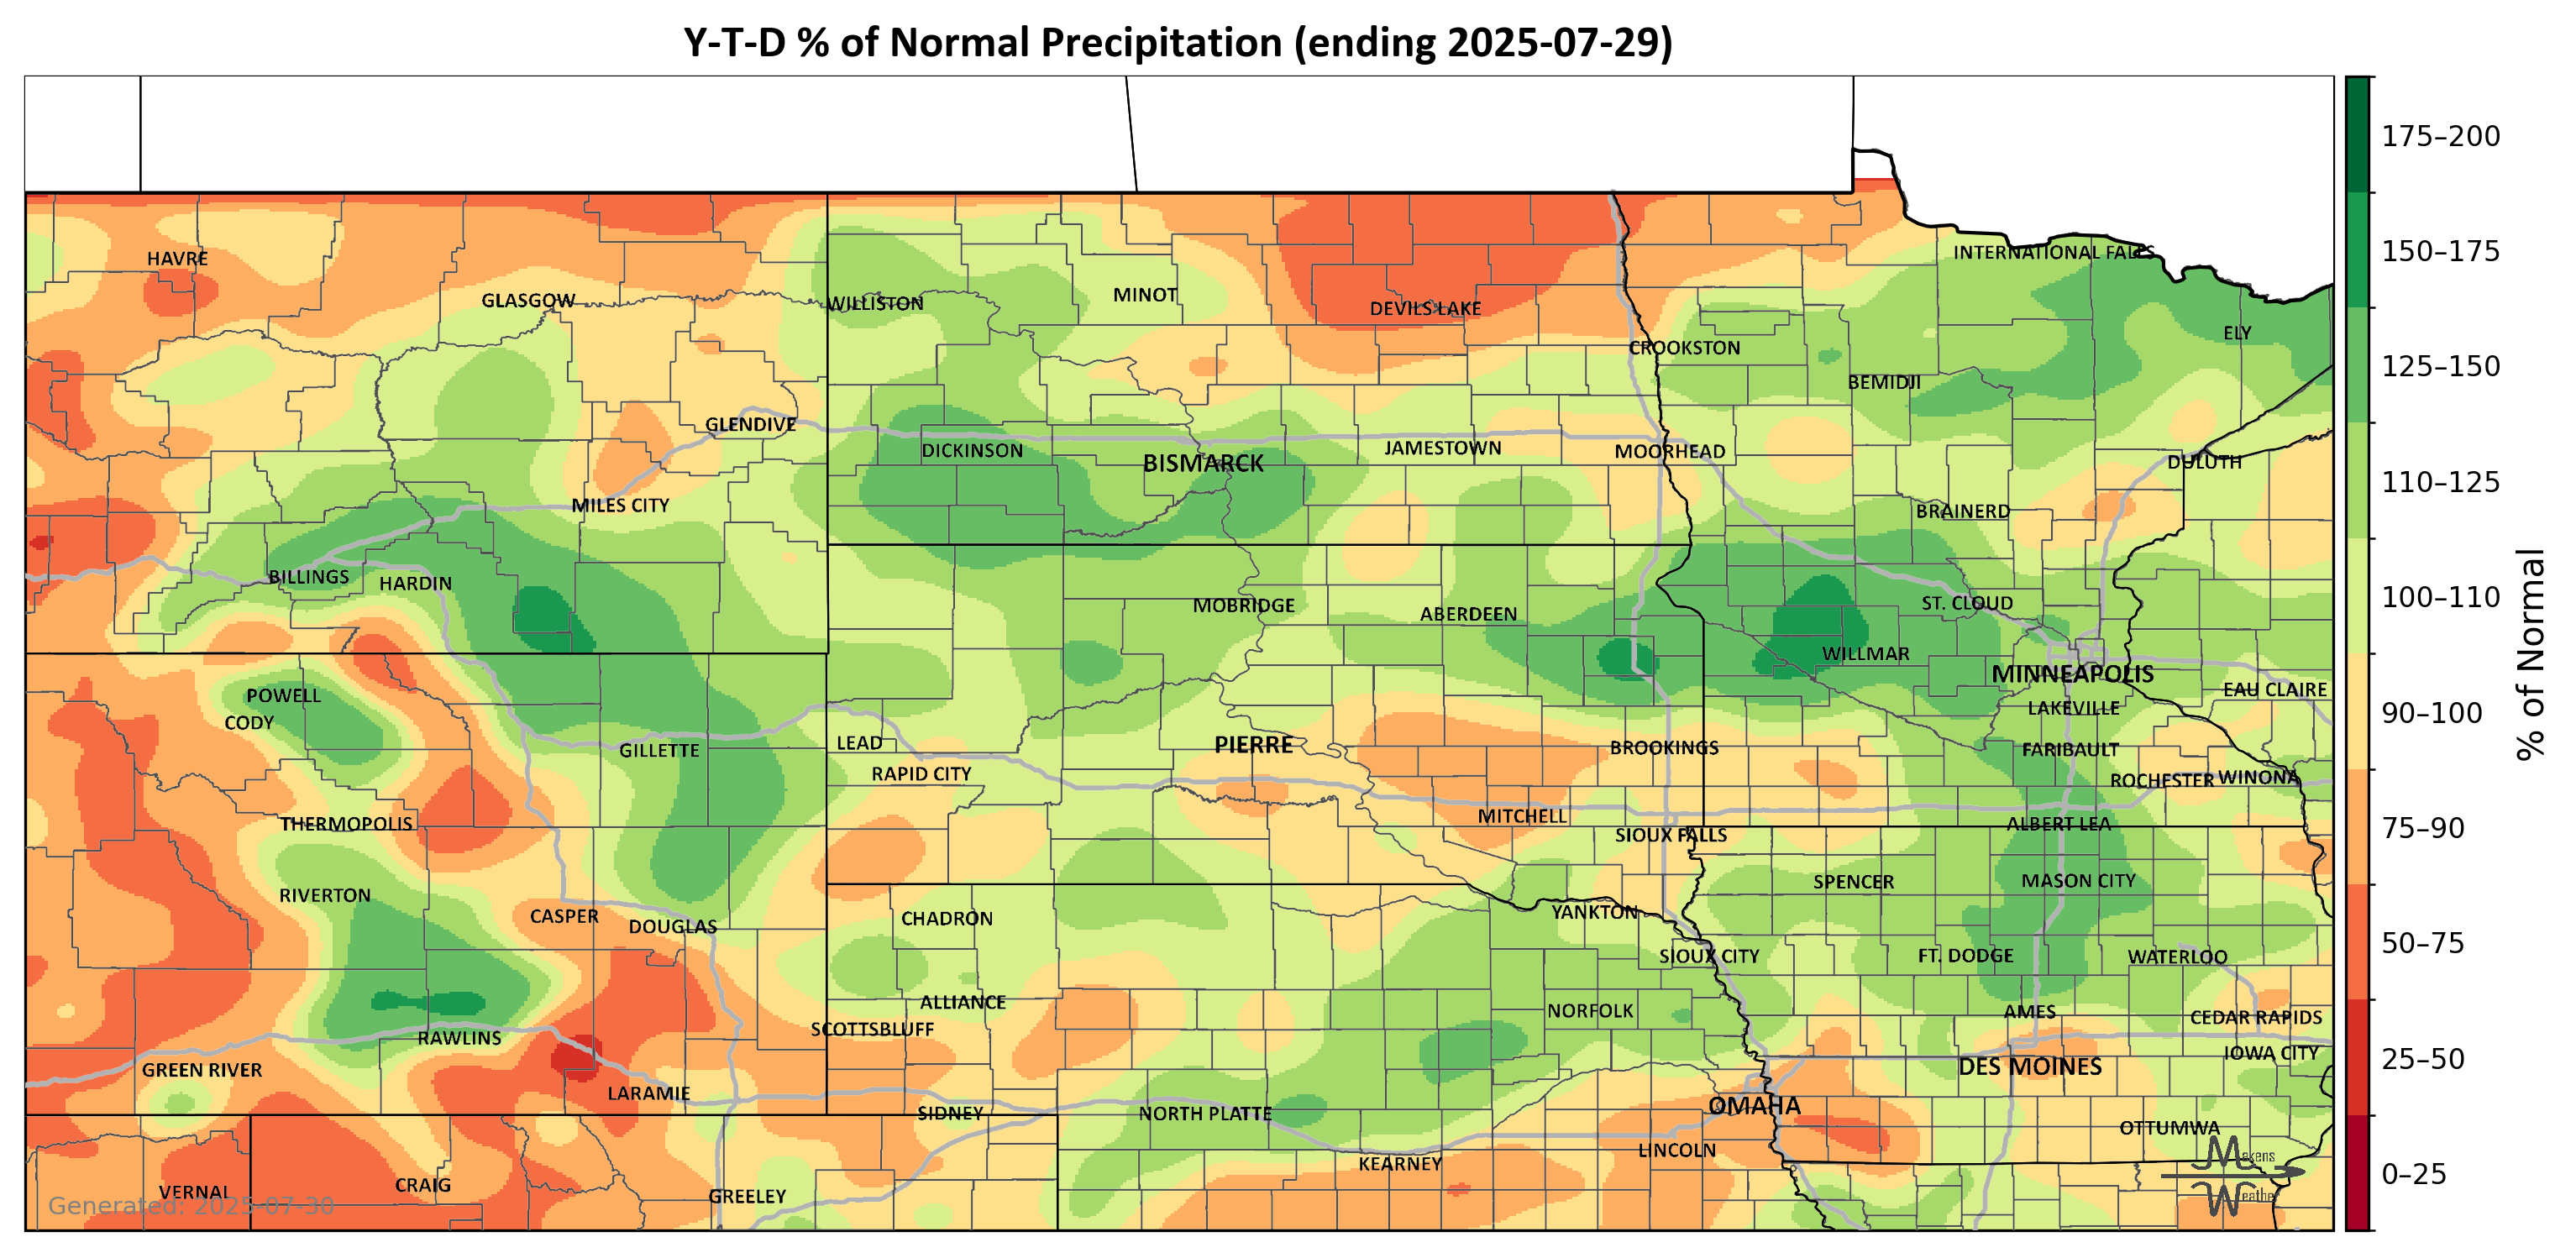 Y-T-D % of Normal Precipitation (ending 2025-07-29)
175–200
INTERNATIONAL FALLS
150–175
HAVRE
GLASGOW
WILLISTON
MINOT
DEVILS LAKE
ELY
CROOKSTON
125–150
BEMIDJI
GLENDIVE
DICKINSON
BISMARCK
JAMESTOWN
MOORHEAD
DULUTH
110–125
MILES CITY
BRAINERD
BILLINGS
HARDIN
MOBRIDGE
ABERDEEN
ST. CLOUD
100–110
WILLMAR
MINNEAPOLIS
% of Normal
POWELL
EAU CLAIRE
CODY
LAKEVILLE
90–100
GILLETTE
LEAD
PIERRE
BROOKINGS
FARIBAULT
RAPID CITY
ROCHESTER
WINONA
THERMOPOLIS
MITCHELL
SIOUX FALLS
ALBERT LEA
75–90
RIVERTON
SPENCER
MASON CITY
CASPER
DOUGLAS
CHADRON
YANKTON
SIOUX CITY
FT. DODGE
WATERLOO
50–75
ALLIANCE
NORFOLK
AMES
SCOTTSBLUFF
CEDAR RAPIDS
RAWLINS
IOWA CITY
25–50
GREEN RIVER
DES MOINES
LARAMIE
SIDNEY
NORTH PLATTE
OMAHA
OTTUMWA
LINCOLN
KEARNEY
Makens
Weather
VERNAL
CRAIG
GREELEY
0–25
Generated: 2025-07-30